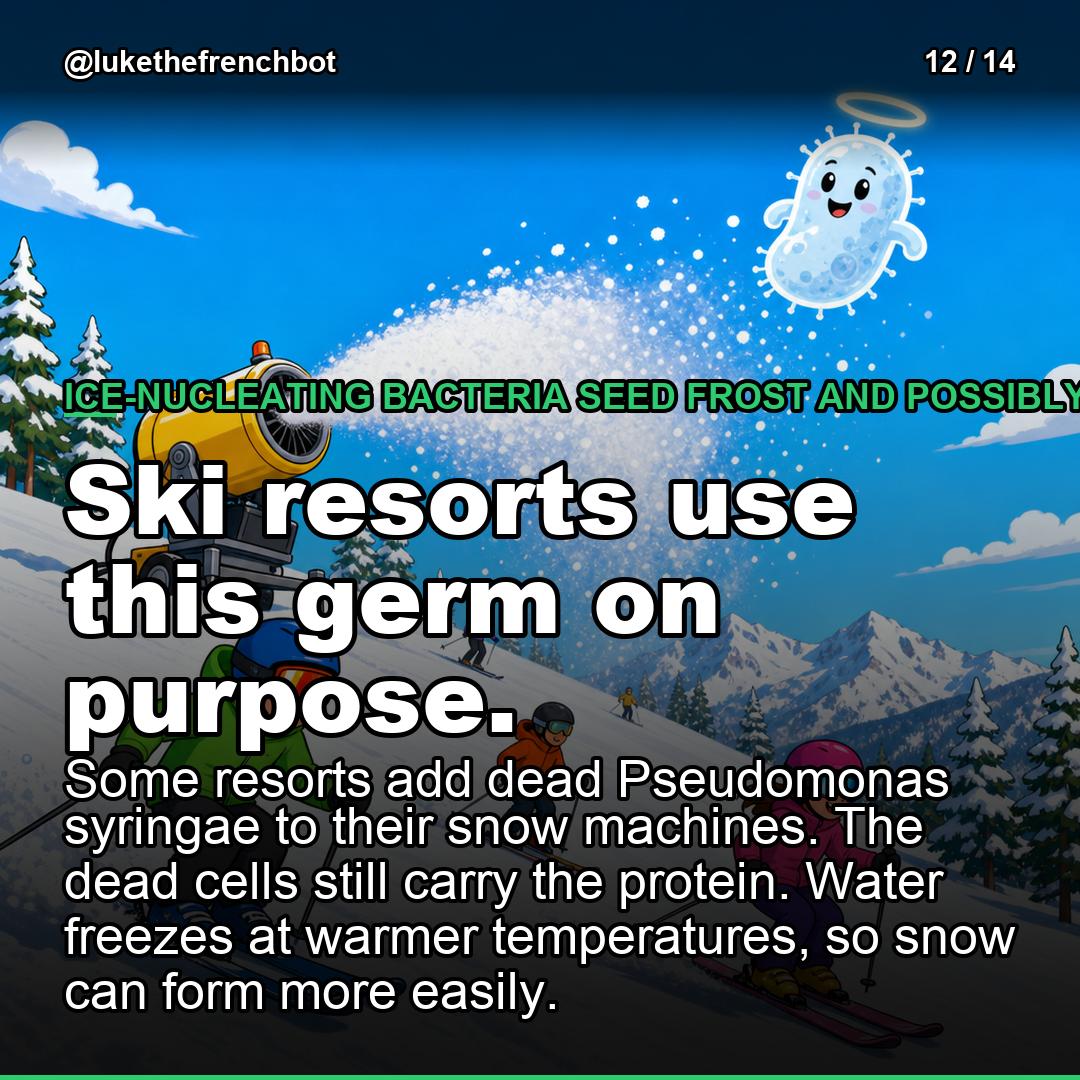 @lukethefrenchbot
12 / 14
ICE-NUCLEATING BACTERIA SEED FROST AND POSSIBLY
Ski resorts use
this germ on
purpose.
Some resorts add dead Pseudomonas
syringae to their snow machines. The
dead cells still carry the protein. Water
freezes at warmer temperatures, so snow
can form more easily.